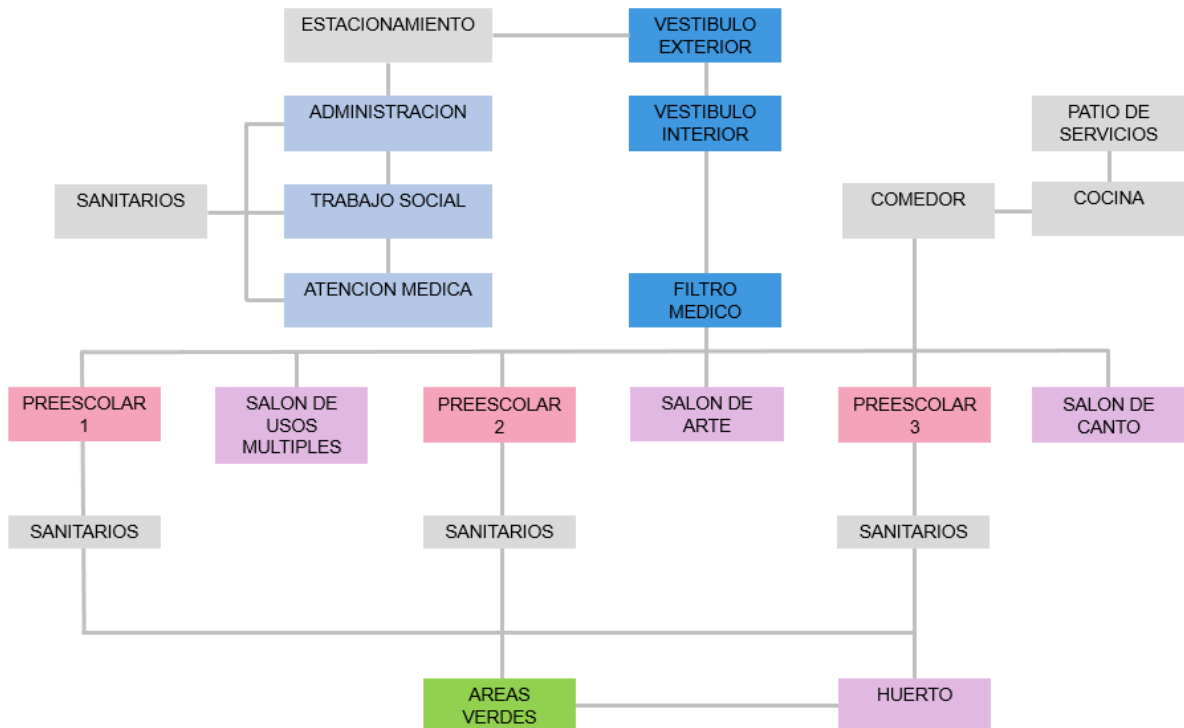 ESTACIONAMIENTO
VESTIBULO
EXTERIOR
ADMINISTRACION
VESTIBULO
INTERIOR
PATIO DE
SERVICIOS
SANITARIOS
TRABAJO SOCIAL
COMEDOR
COCINA
ATENCION MEDICA
FILTRO
MEDICO
PREESCOLAR
1
SALON DE
USOS
MULTIPLES
PREESCOLAR
2
SALON DE
ARTE
PREESCOLAR
3
SALON DE
CANTO
SANITARIOS
SANITARIOS
SANITARIOS
AREAS
VERDES
HUERTO